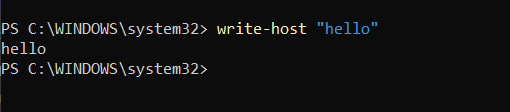 PS C:\WINDOWS\system32> write-host "hello"
hello
PS C:\WINDOWS\system32>